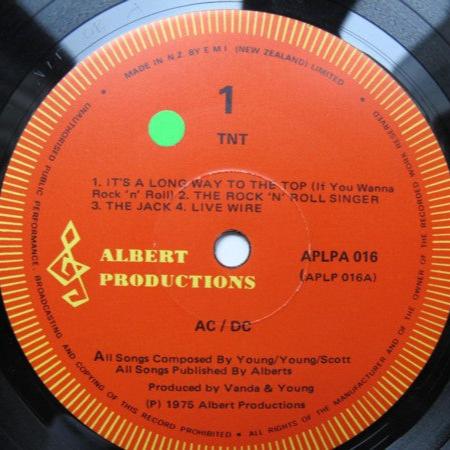 MADE IN N.Z. BY E M I (NEW ZEALAND) LIMITED
1
TNT
1. IT'S A LONG WAY TO THE TOP (If You Wanna
Rock 'n' Roll) 2. THE ROCK 'N' ROLL SINGER
3. THE JACK 4. LIVE WIRE
ALBERT
PRODUCTIONS
APLPA 016
(APLP 016A)
AC / DC
All Songs Composed By Young/Young/Scott
All Songs Published By Alberts
Produced by Vanda & Young
(P) 1975 Albert Productions
UNAUTHORISED PUBLIC PERFORMANCE, BROADCASTING AND COPYING OF THIS RECORD PROHIBITED • ALL RIGHTS OF THE MANUFACTURER AND OF THE OWNER OF THE RECORDED WORK RESERVED